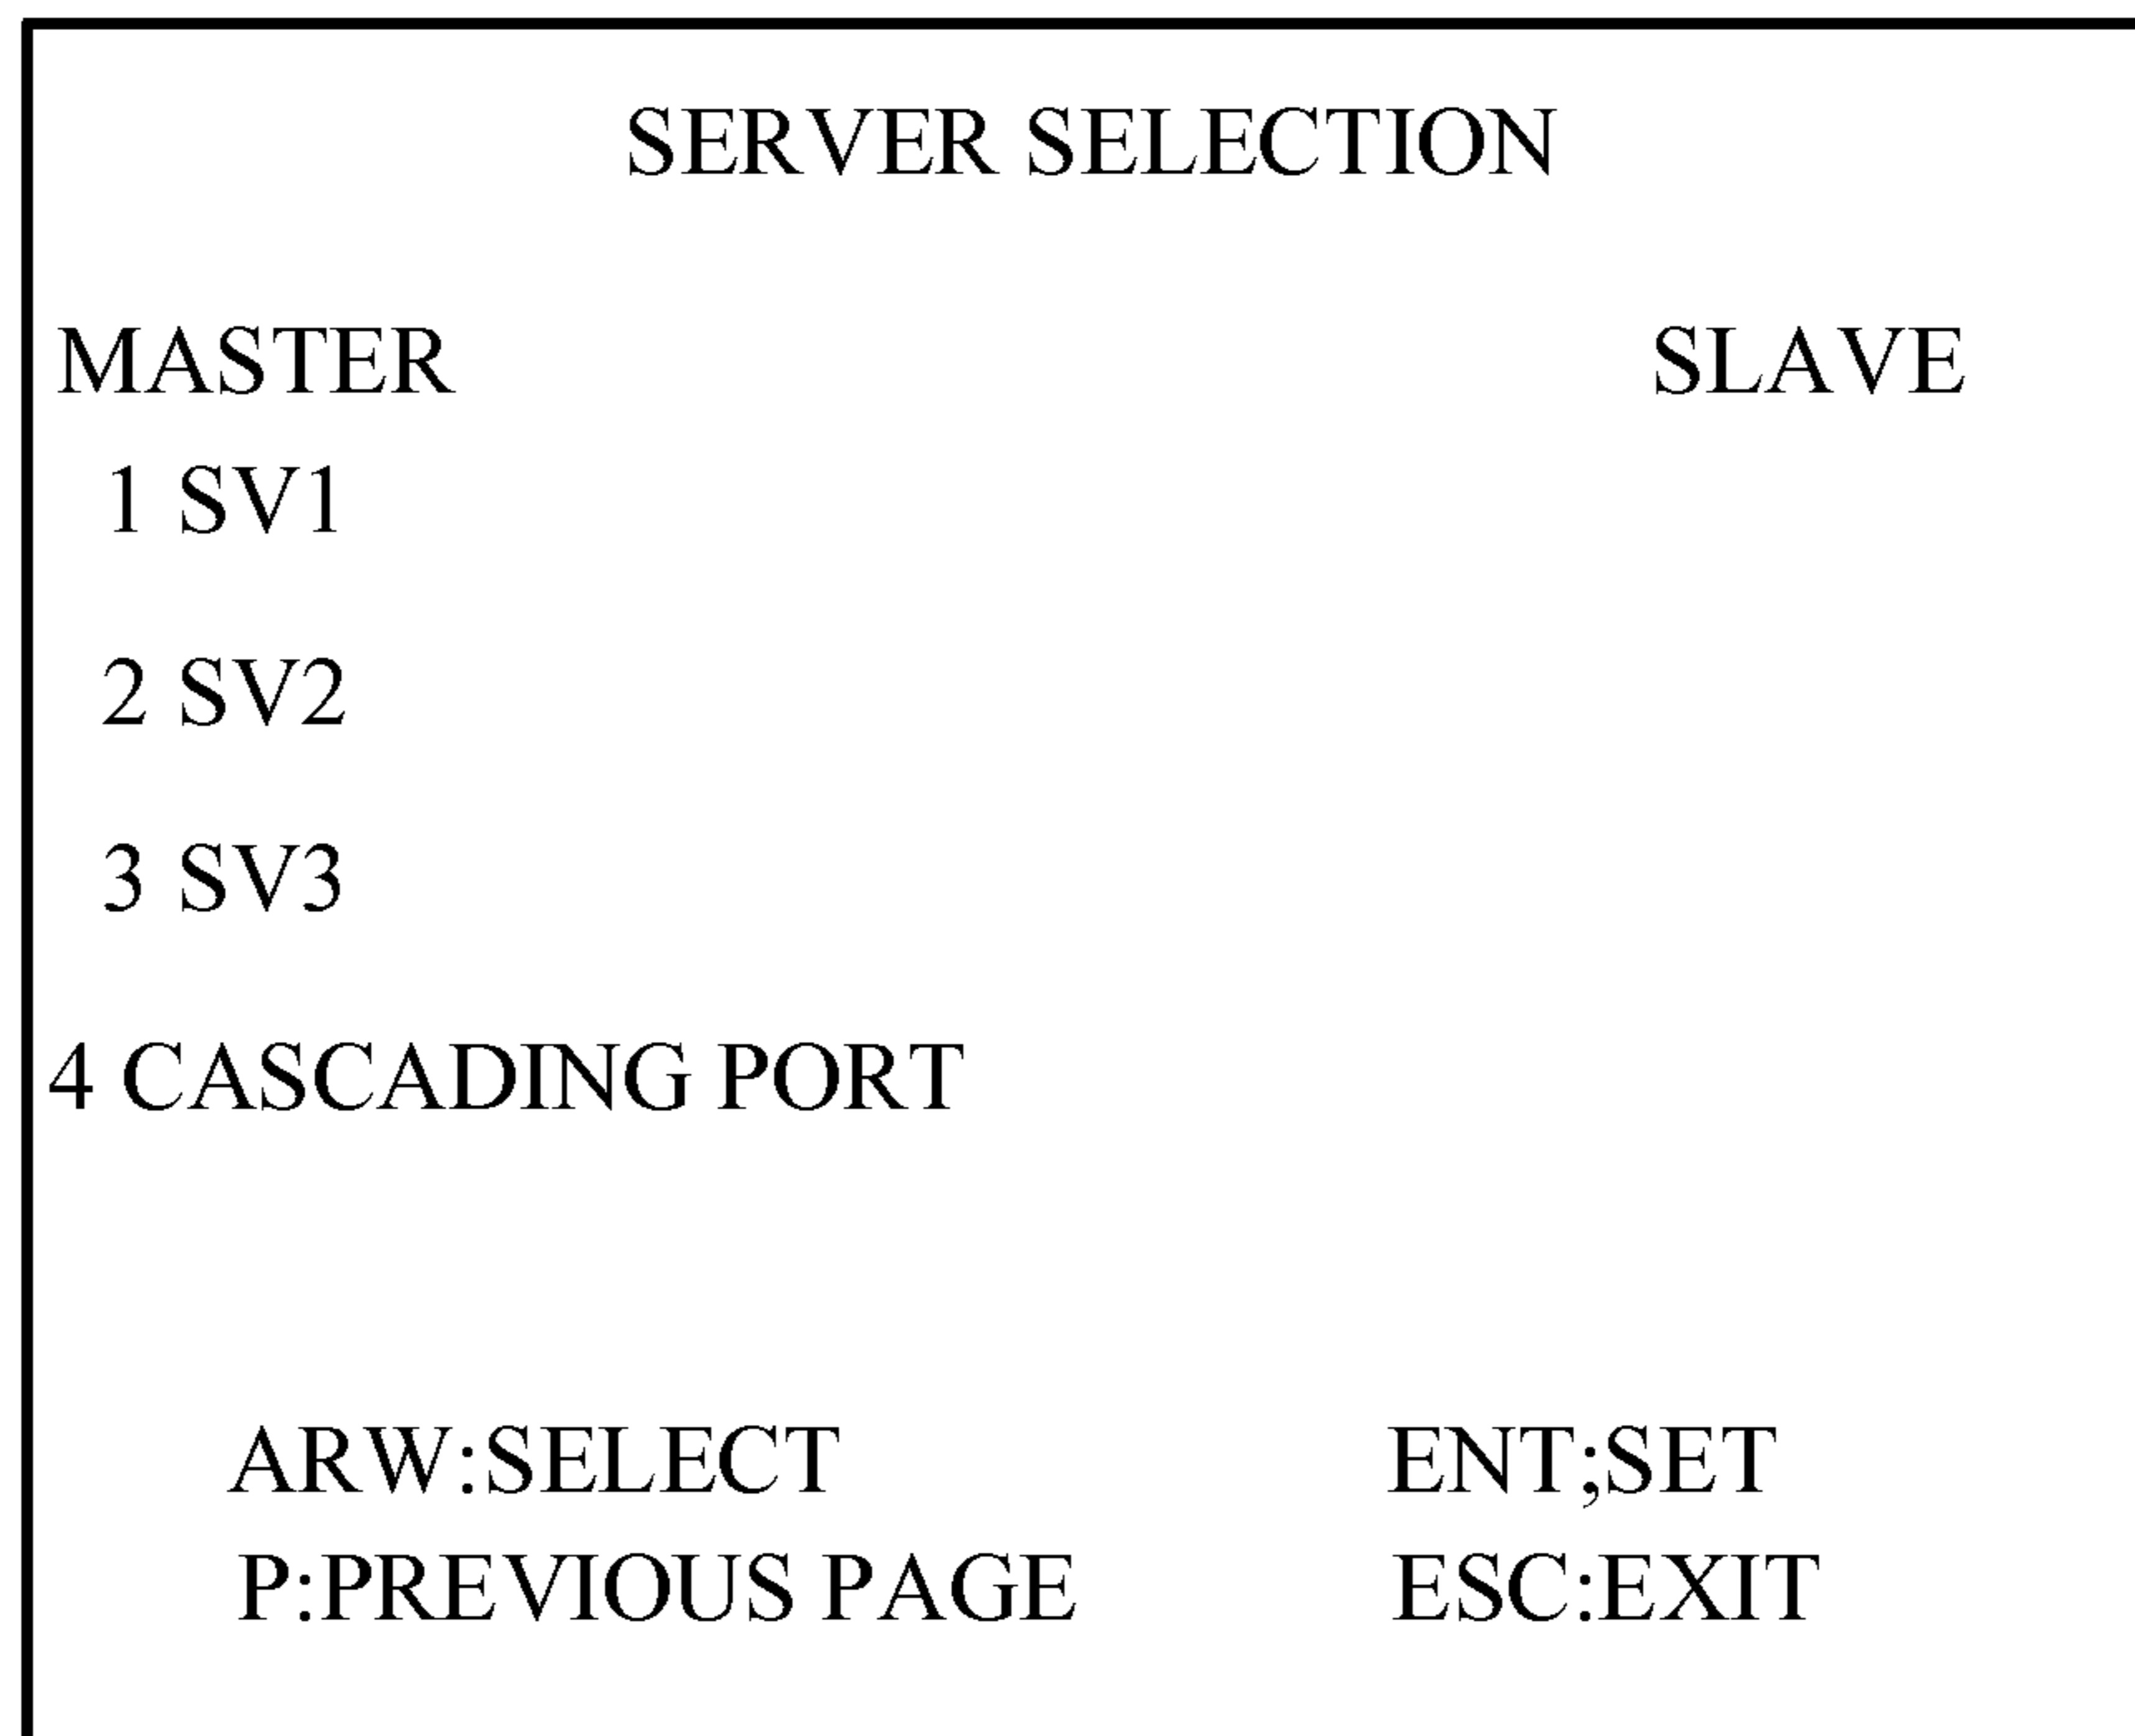 SERVER SELECTION
MASTER SLAVE
1 SV1
2 SV2
3 SV3
4 CASCADING PORT
ARW:SELECT ENT;SET
P:PREVIOUS PAGE ESC:EXIT